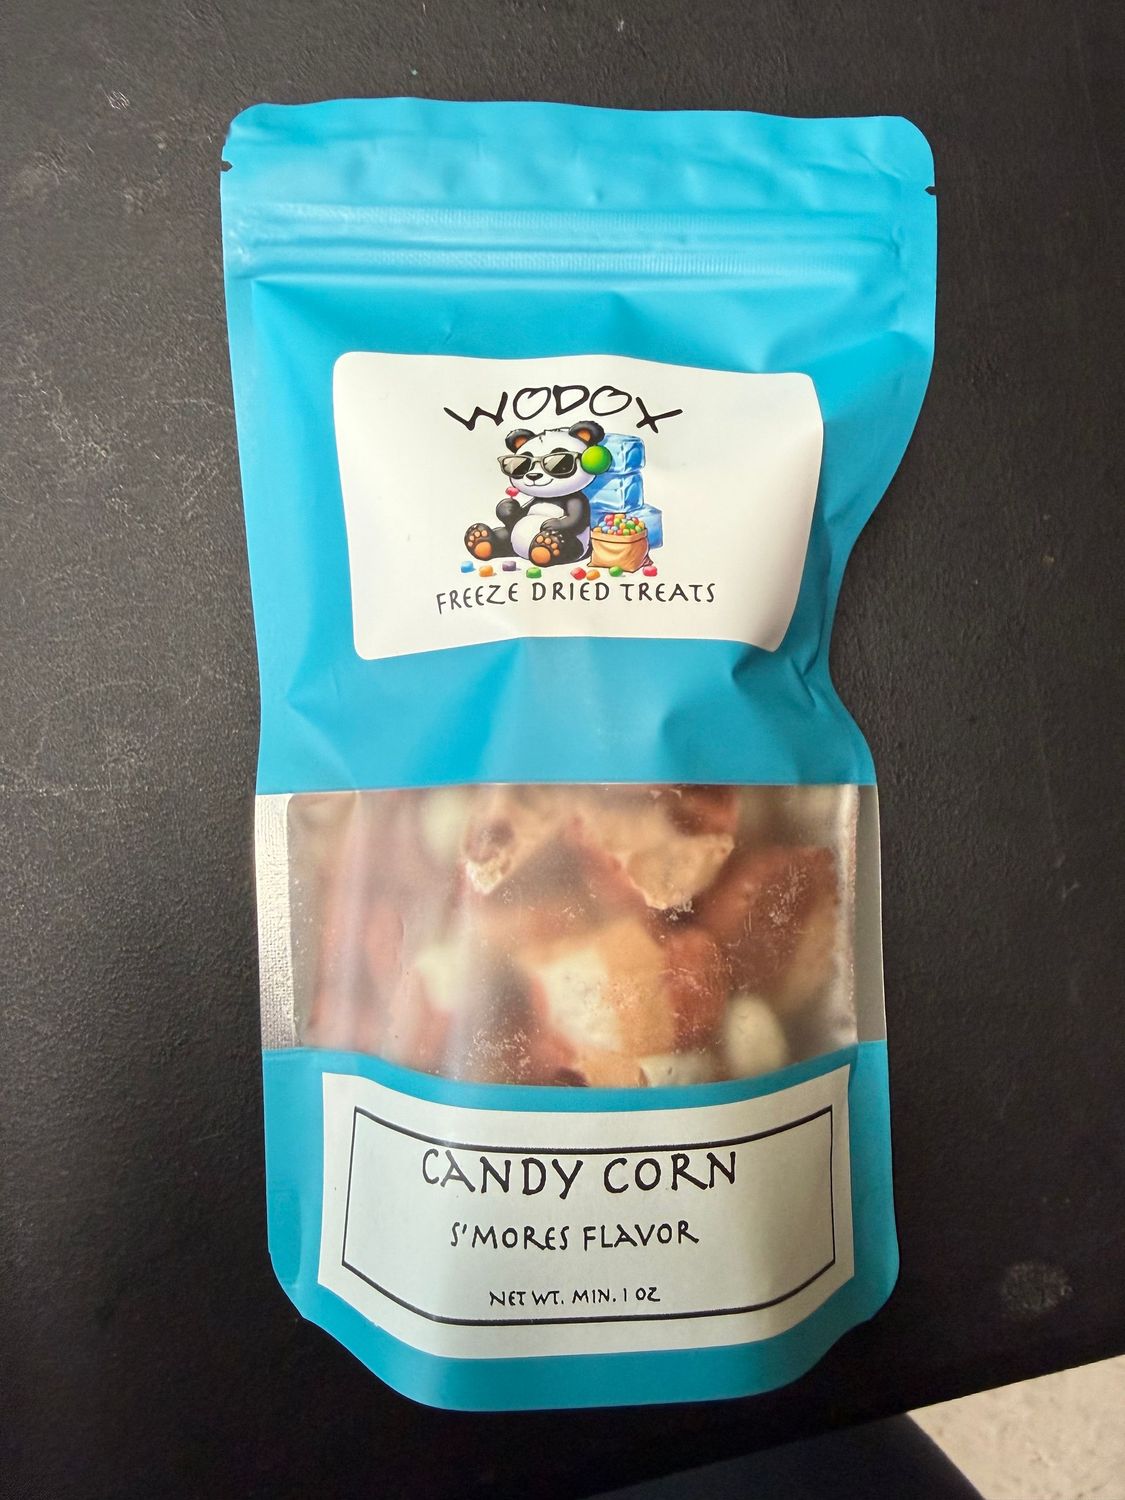 WODOX
FREEZE DRIED TREATS
CANDY CORN
S'MORES FLAVOR
NET WT. MIN. 1 OZ